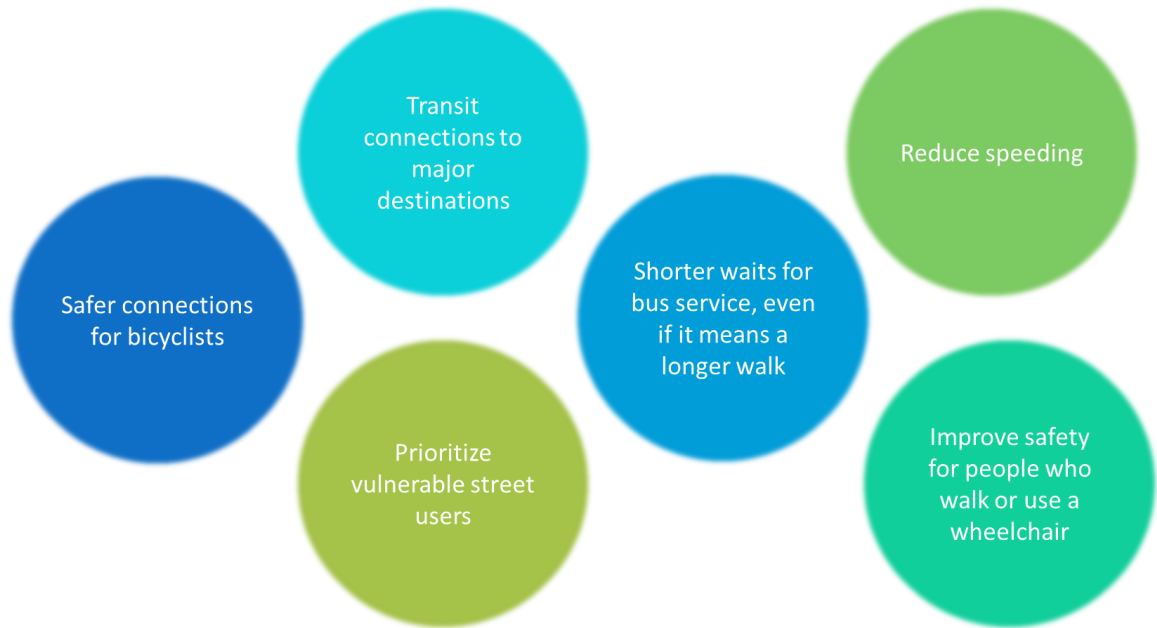 Transit
connections to
major
destinations
Reduce speeding
Safer connections
for bicyclists
Shorter waits for
bus service, even
if it means a
longer walk
Prioritize
vulnerable street
users
Improve safety
for people who
walk or use a
wheelchair